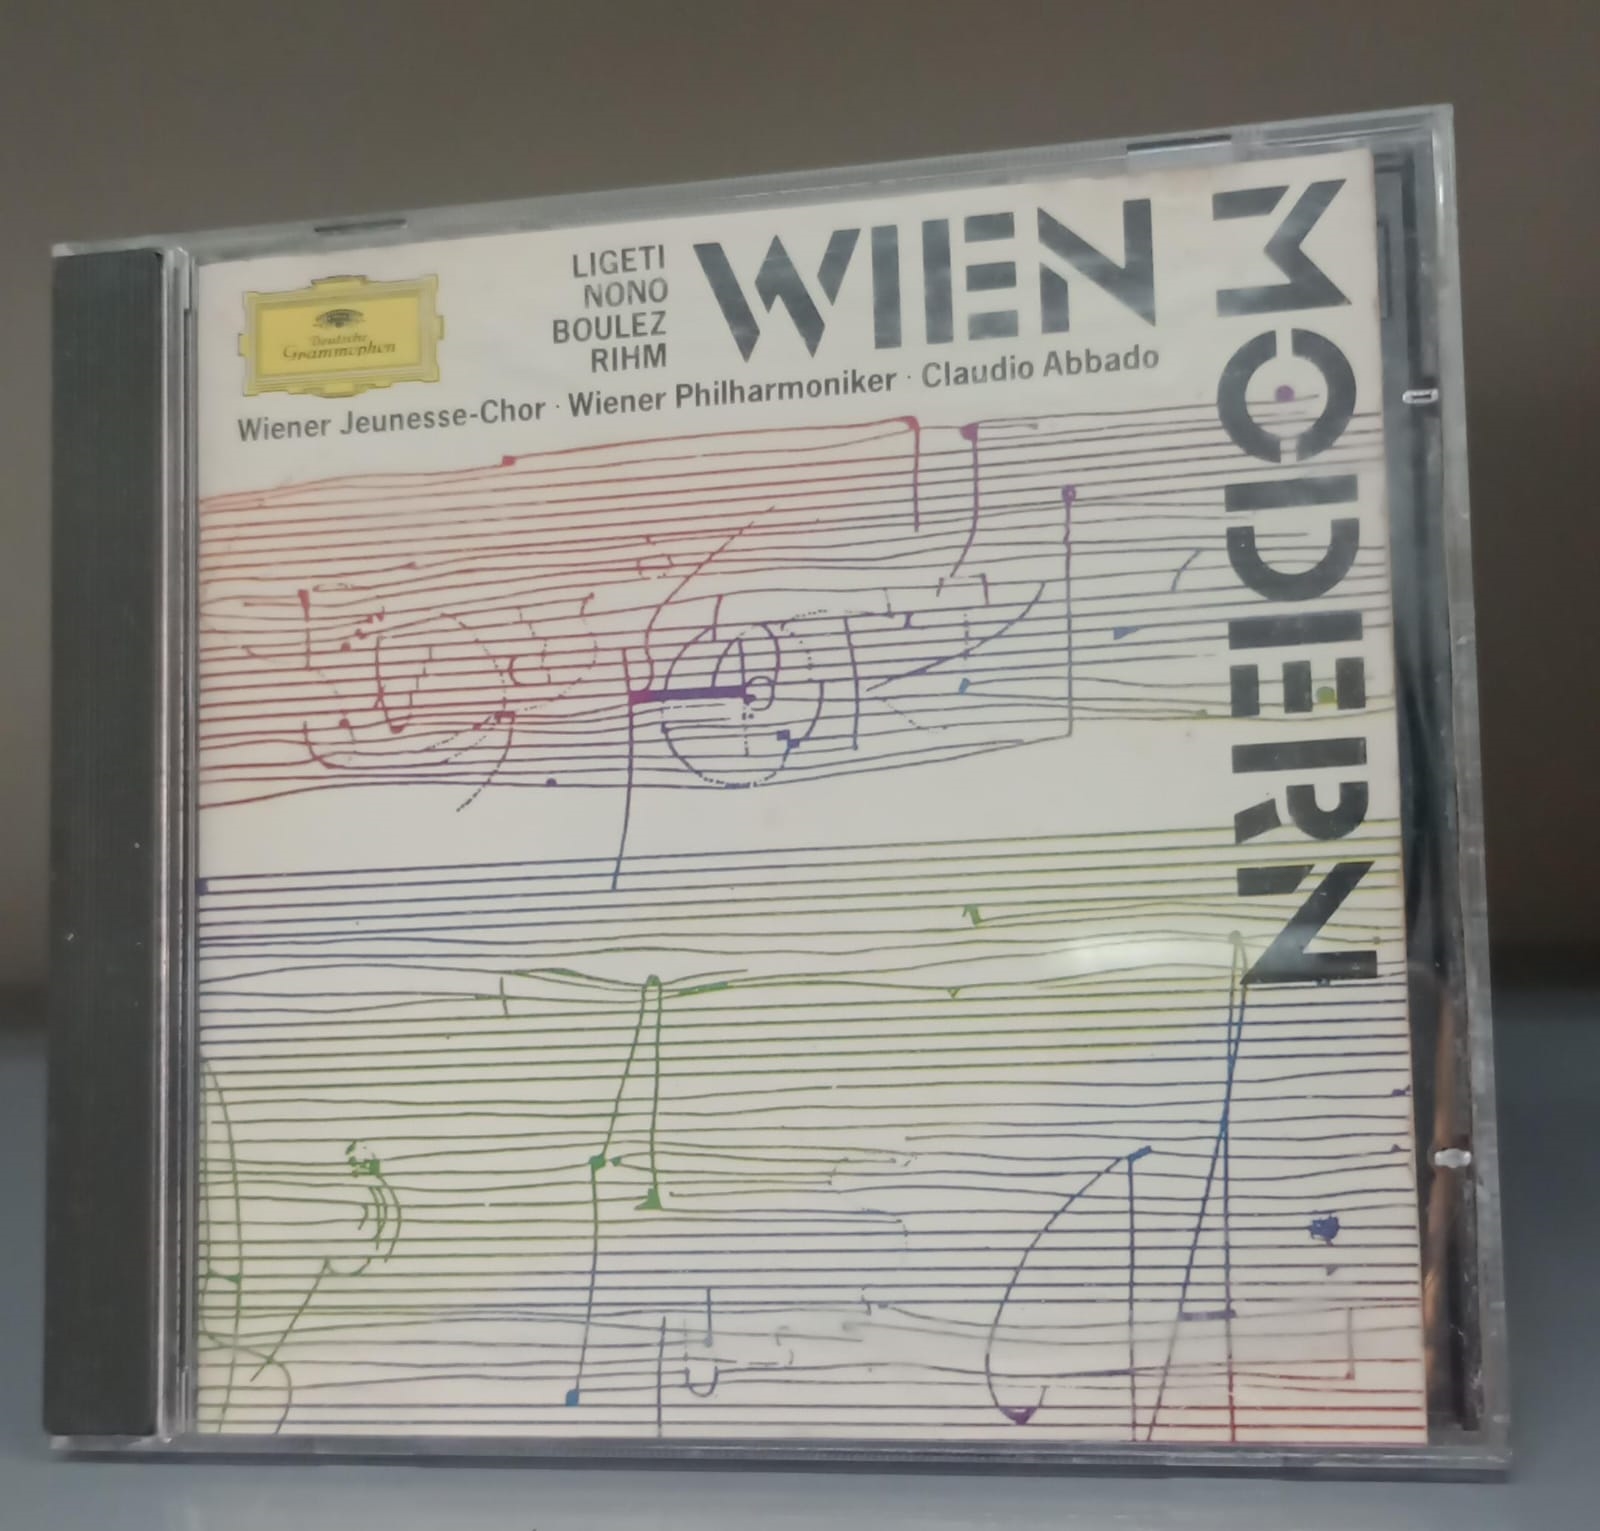 Deutsche
Grammophon
LIGETI
NONO
BOULEZ
RIHM
WIEN
MODERN
Wiener Jeunesse-Chor · Wiener Philharmoniker · Claudio Abbado